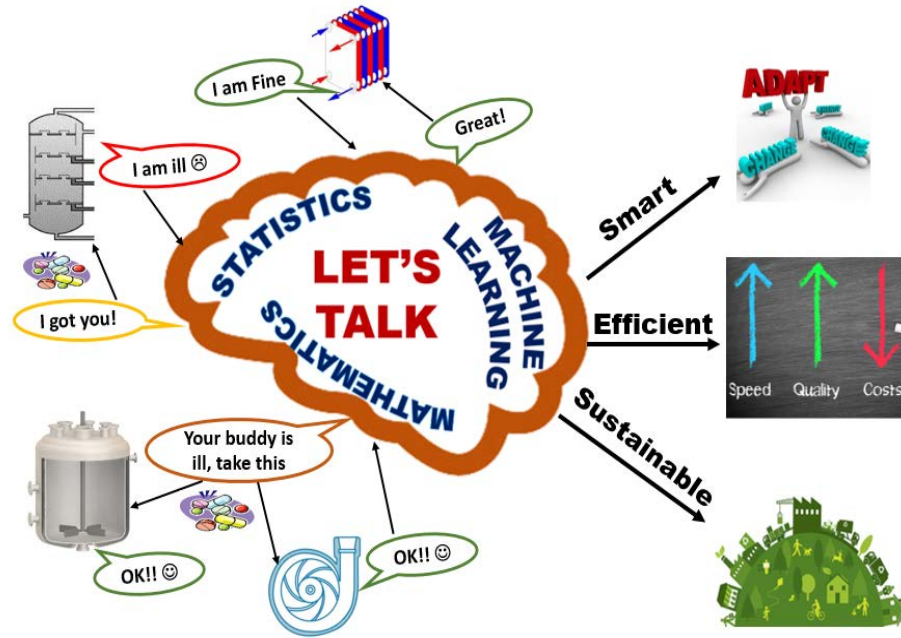 I am Fine
Great!
I am ill ☹
I got you!
Your buddy is
ill, take this
OK!! ☺
OK!! ☺
STATISTICS
MATHEMATICS
LET'S
TALK
MACHINE
LEARNING
Smart
Efficient
Sustainable
ADAPT
CHANGE
CHANGE
Speed
Quality
Costs